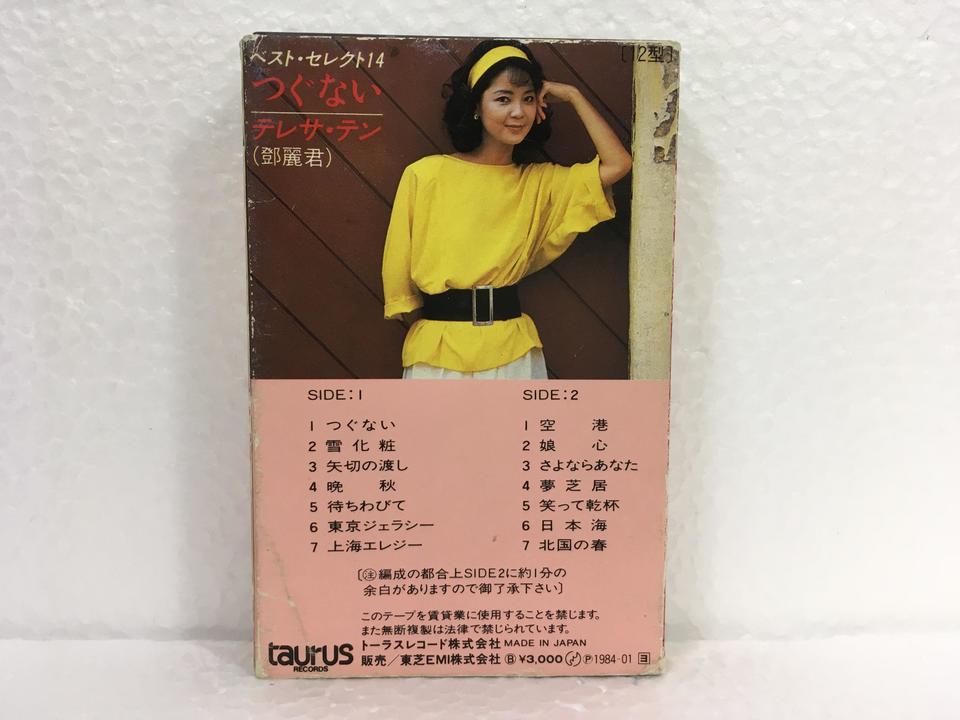 ベスト・セレクト14
つぐない
テレサ・テン
(鄧麗君)
[12型]
SIDE:1
1 つぐない
2 雪化粧
3 矢切の渡し
4 晩秋
5 待ちわびて
6 東京ジェラシー
7 上海エレジー
SIDE:2
1 空港
2 娘心
3 さよならあなた
4 夢芝居
5 笑って乾杯
6 日本海
7 北国の春
[㊟編成の都合上SIDE2に約1分の
余白がありますので御了承下さい]
このテープを賃貸業に使用することを禁じます。
また無断複製は法律で禁じられています。
taurus
RECORDS
トーラスレコード株式会社 MADE IN JAPAN
販売/東芝EMI株式会社 Ⓑ ¥3,000 Ⓟ1984・01 ヨ